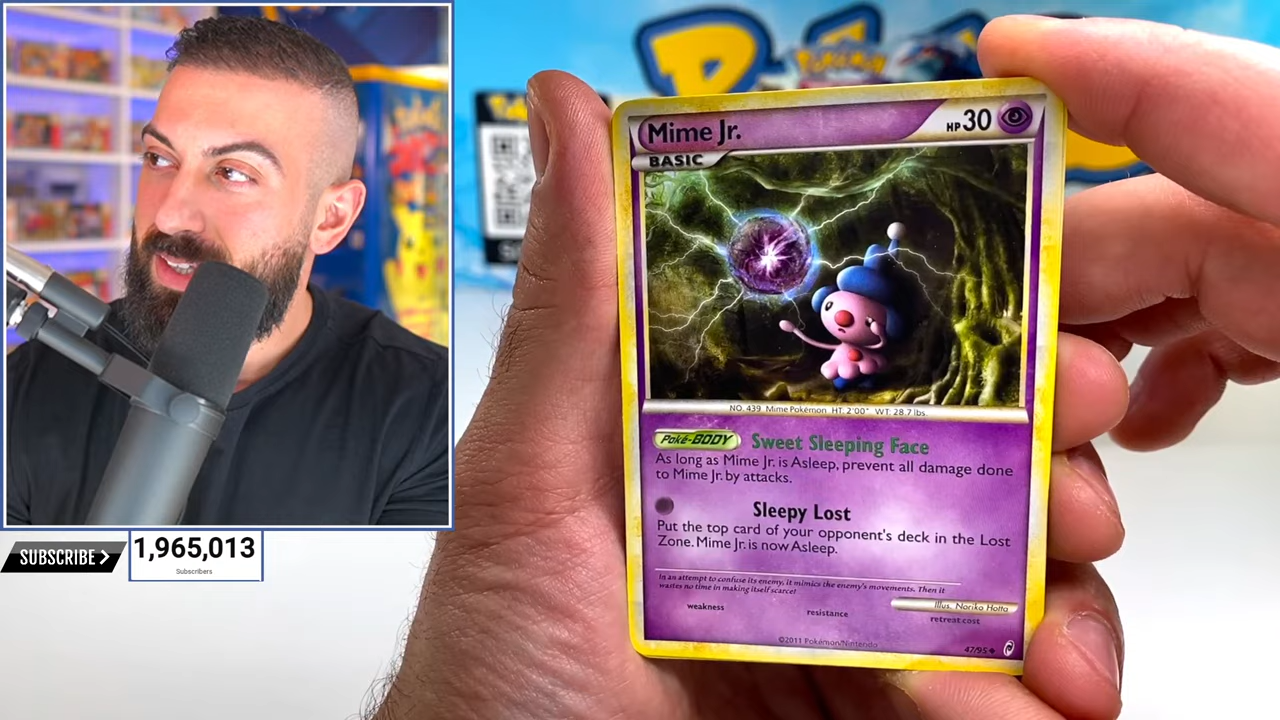 Pokémon
Mime Jr.
HP 30
BASIC
NO. 439 Mime Pokémon HT: 2'00" WT: 28.7 lbs.
Poké-BODY Sweet Sleeping Face
As long as Mime Jr. is Asleep, prevent all damage done
to Mime Jr. by attacks.
Sleepy Lost
Put the top card of your opponent's deck in the Lost
Zone. Mime Jr. is now Asleep.
In an attempt to confuse its enemy, it mimics the enemy's movements. Then it
wastes no time in making itself scarce!
Illus. Noriko Hotta
weakness resistance retreat cost
©2011 Pokémon/Nintendo
47/95
SUBSCRIBE
1,965,013
Subscribers